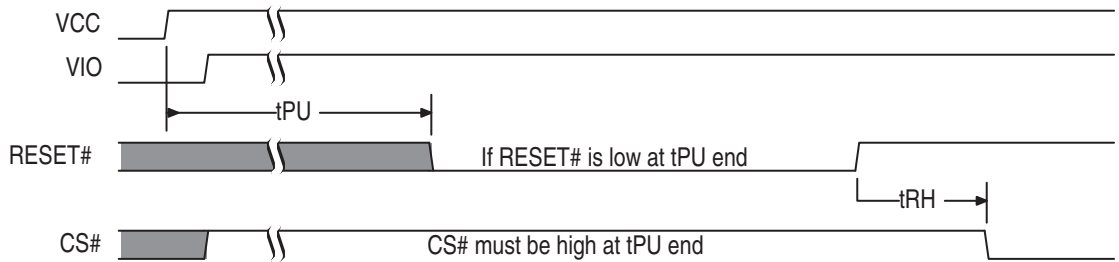 VCC
VIO
tPU
RESET#
If RESET# is low at tPU end
tRH
CS#
CS# must be high at tPU end